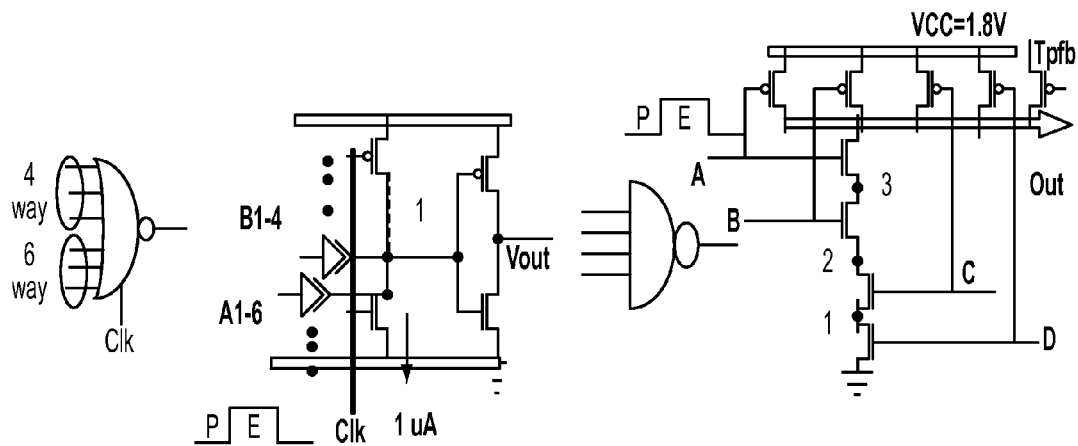 4
way
6
way
Clk
B1-4
A1-6
1
Vout
P E
Clk
1 uA
VCC=1.8V
Tpfb
P E
A
B
3
2
1
Out
C
D